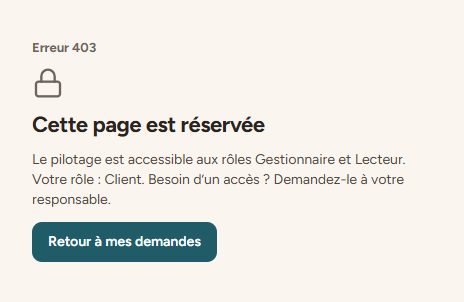 Erreur 403
Cette page est réservée
Le pilotage est accessible aux rôles Gestionnaire et Lecteur.
Votre rôle : Client. Besoin d'un accès ? Demandez-le à votre
responsable.
Retour à mes demandes